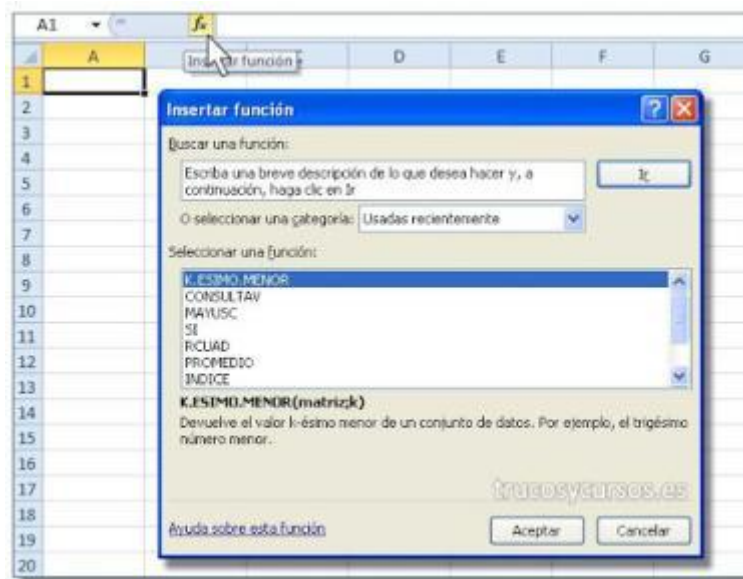 A1 fx
A D E F G
Insertar función
1
2
3
4
5
6
7
8
9
10
11
12
13
14
15
16
17
18
19
20
Insertar función
Buscar una función:
Escriba una breve descripción de lo que desea hacer y, a
continuación, haga clic en Ir
Ir
O seleccionar una categoría: Usadas recientemente
Seleccionar una función:
K.ESIMO.MENOR
CONSULTAV
MAYUSC
SI
RCUAD
PROMEDIO
INDICE
K.ESIMO.MENOR(matriz;k)
Devuelve el valor k-ésimo menor de un conjunto de datos. Por ejemplo, el trigésimo
número menor.
trucosycursos.es
Ayuda sobre esta función Aceptar Cancelar